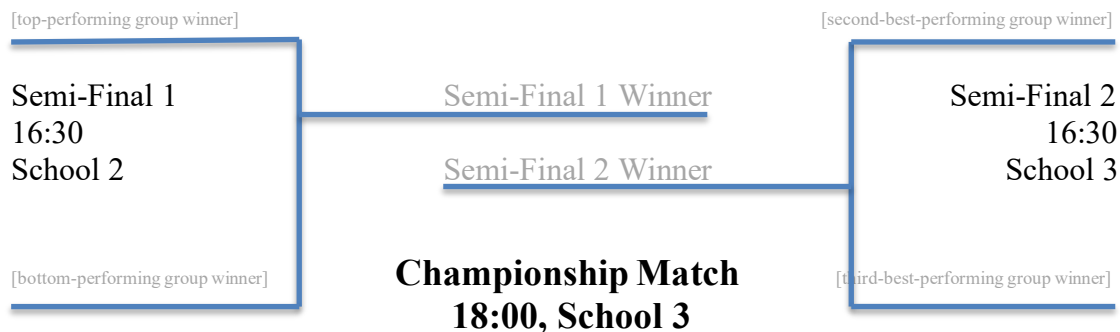 [top-performing group winner]
[second-best-performing group winner]
Semi-Final 1
16:30
School 2
Semi-Final 1 Winner
Semi-Final 2 Winner
Semi-Final 2
16:30
School 3
[bottom-performing group winner]
Championship Match
18:00, School 3
[third-best-performing group winner]